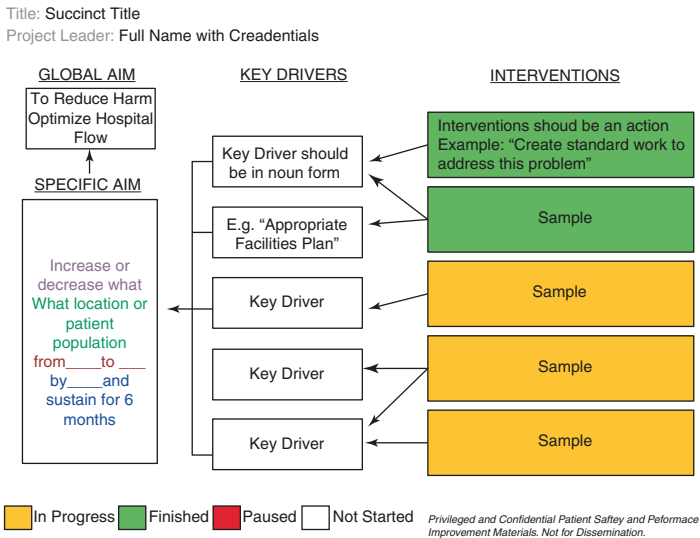 Title: Succinct Title
Project Leader: Full Name with Creadentials
GLOBAL AIM
To Reduce Harm
Optimize Hospital
Flow
SPECIFIC AIM
Increase or
decrease what
What location or
patient
population
from____to ___
by____and
sustain for 6
months
KEY DRIVERS
Key Driver should
be in noun form
E.g. “Appropriate
Facilities Plan”
Key Driver
Key Driver
Key Driver
INTERVENTIONS
Interventions shoud be an action
Example: “Create standard work to
address this problem”
Sample
Sample
Sample
Sample
In Progress
Finished
Paused
Not Started
Privileged and Confidential Patient Saftey and Peformace
Improvement Materials. Not for Dissemination.